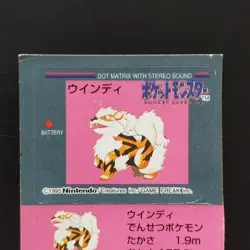 DOT MATRIX WITH STEREO SOUND
ウインディ
ポケットモンスター
TM
BATTERY
©1995 Nintendo Creatures inc. GAME FREAK inc.
ウインディ
でんせつポケモン
たかさ 1.9m